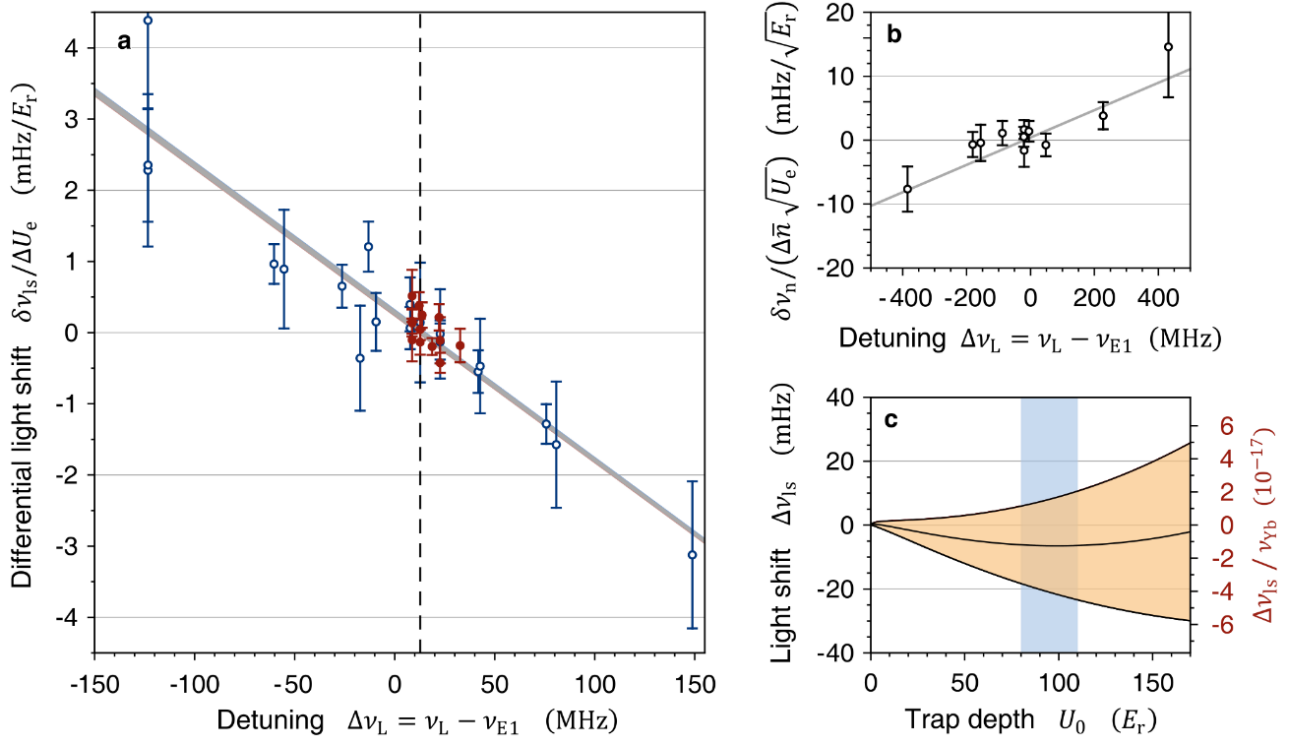 a
4
3
2
1
0
-1
-2
-3
-4
Differential light shift δν_ls/ΔU_e (mHz/E_r)
-150 -100 -50 0 50 100 150
Detuning Δν_L = ν_L − ν_E1 (MHz)
b
20
10
0
-10
-20
δν_n/(Δn̄ √U_e) (mHz/√E_r)
-400 -200 0 200 400
Detuning Δν_L = ν_L − ν_E1 (MHz)
c
40
20
0
-20
-40
Light shift Δν_ls (mHz)
6
4
2
0
-2
-4
-6
Δν_ls / ν_Yb (10⁻¹⁷)
0 50 100 150
Trap depth U_0 (E_r)